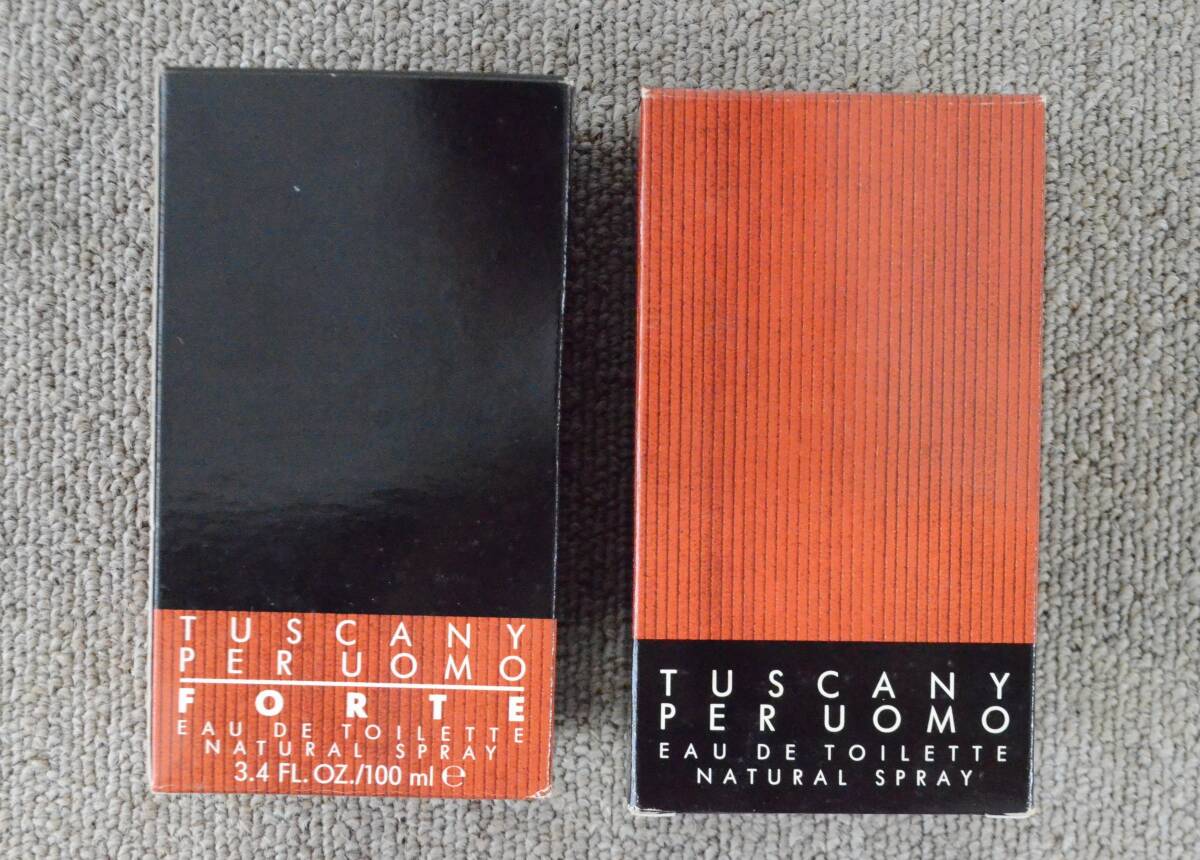 TUSCANY
PER UOMO
FORTE
EAU DE TOILETTE
NATURAL SPRAY
3.4 FL. OZ./100 ml ℮
TUSCANY
PER UOMO
EAU DE TOILETTE
NATURAL SPRAY